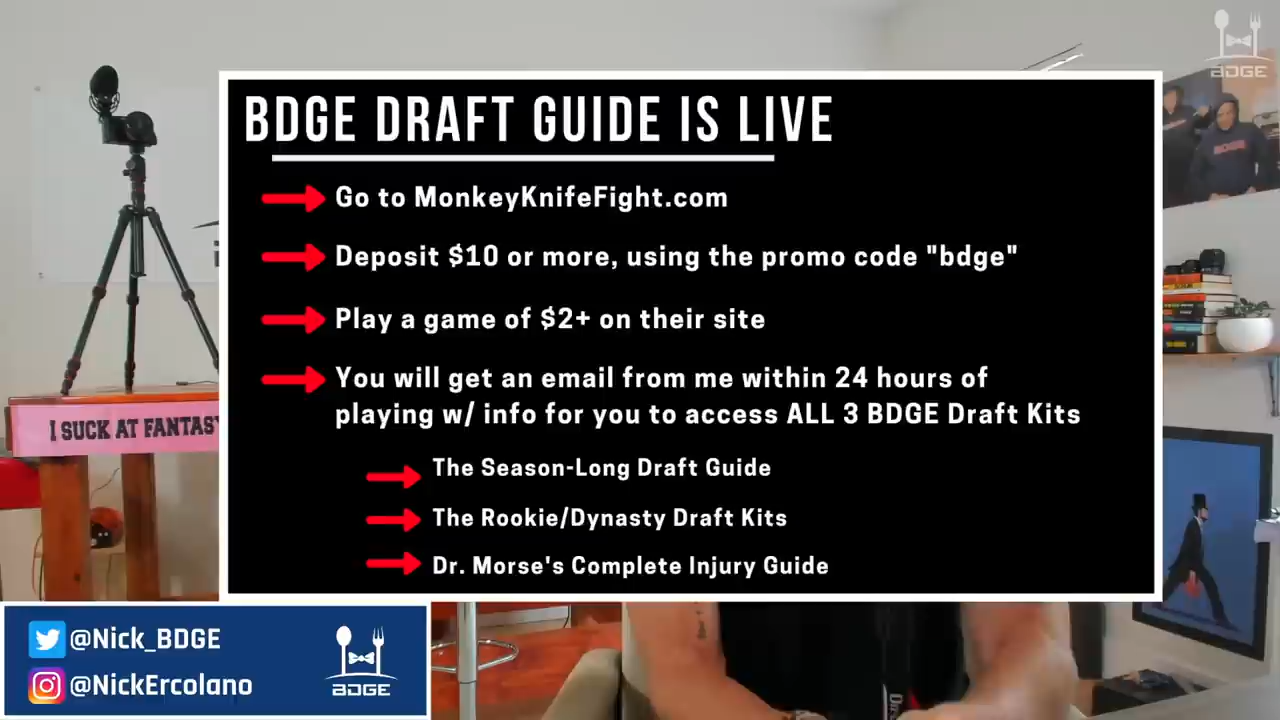 BDGE
BDGE DRAFT GUIDE IS LIVE
Go to MonkeyKnifeFight.com
Deposit $10 or more, using the promo code "bdge"
Play a game of $2+ on their site
You will get an email from me within 24 hours of
playing w/ info for you to access ALL 3 BDGE Draft Kits
The Season-Long Draft Guide
The Rookie/Dynasty Draft Kits
Dr. Morse's Complete Injury Guide
I SUCK AT FANTASY
@Nick_BDGE
@NickErcolano
BDGE